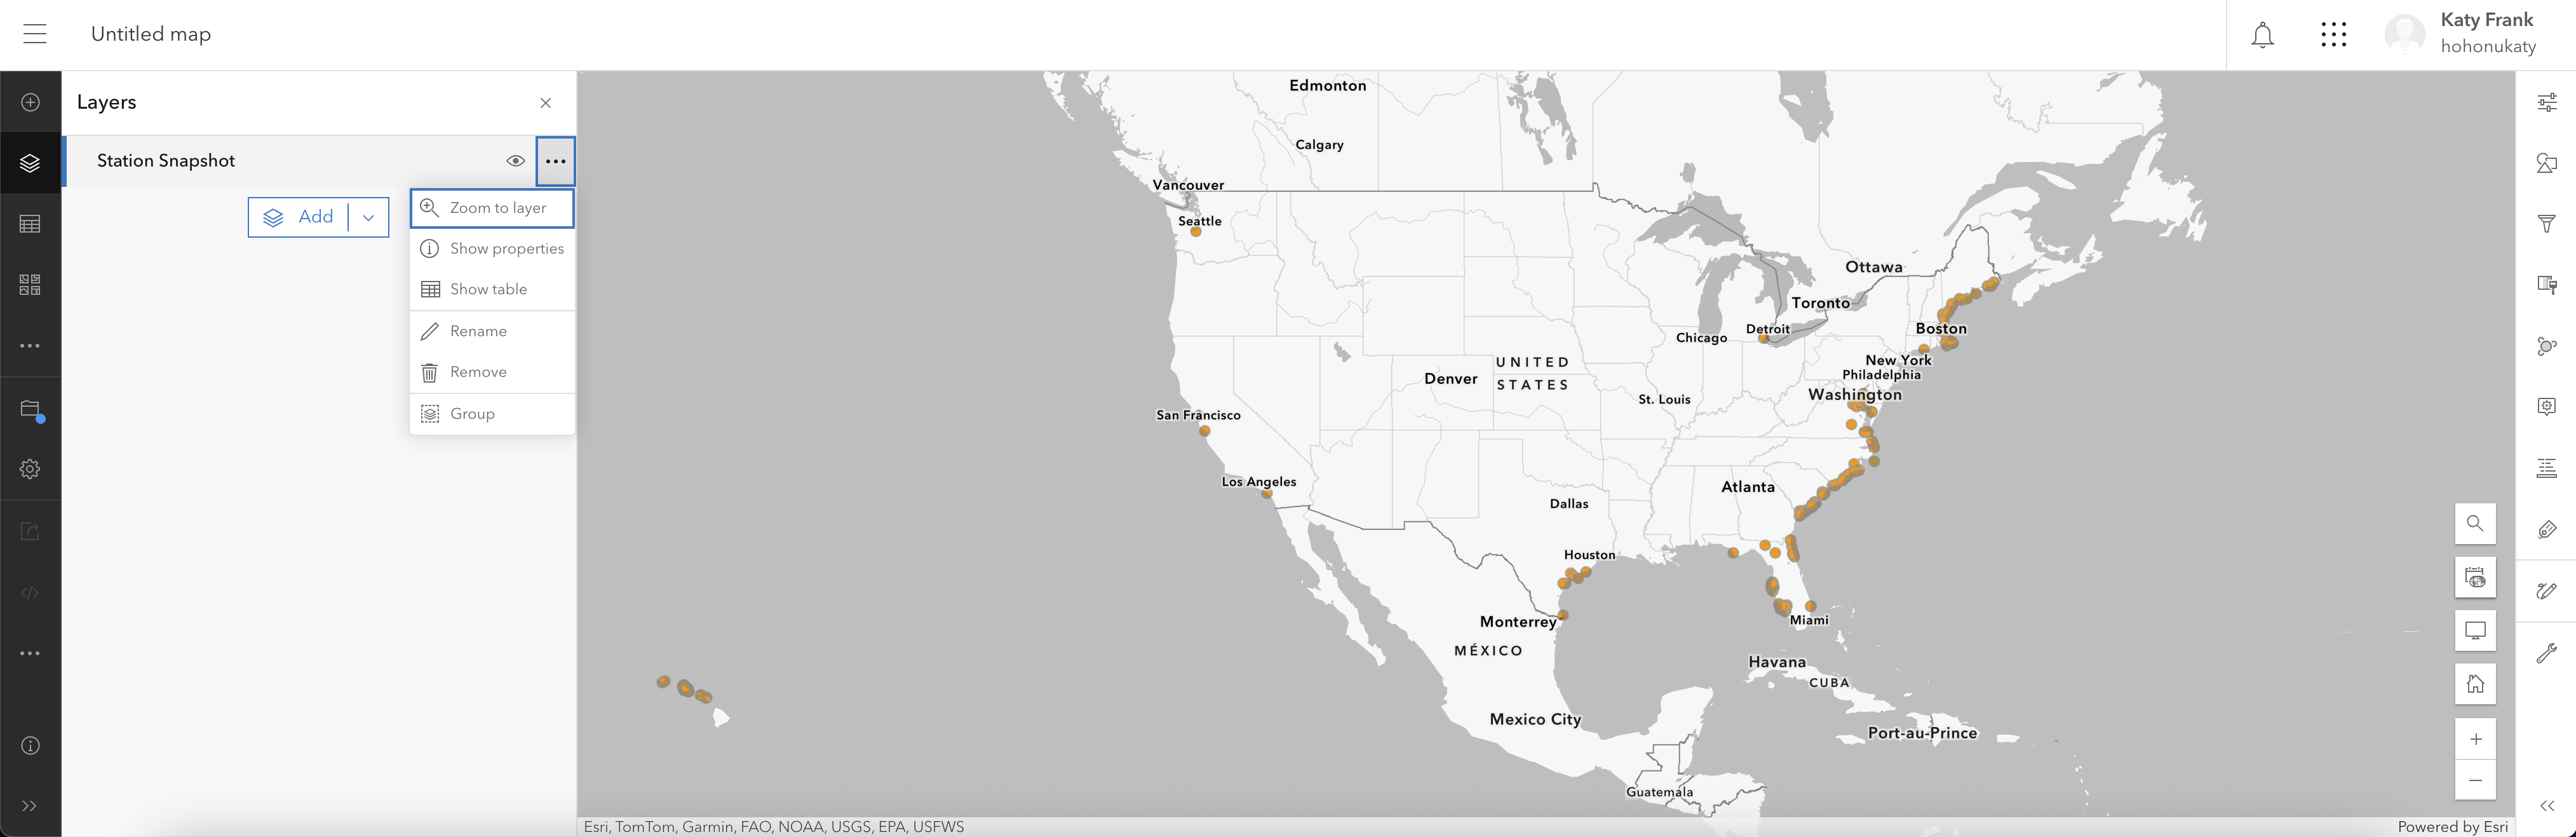 Untitled map
Katy Frank
hohonukaty
Layers
Station Snapshot
Add
Zoom to layer
Show properties
Show table
Rename
Remove
Group
Edmonton
Calgary
Vancouver
Seattle
Ottawa
Toronto
Boston
Detroit
Chicago
New York
UNITED
STATES
Philadelphia
Denver
Washington
St. Louis
San Francisco
Los Angeles
Atlanta
Dallas
Houston
Miami
Monterrey
MÉXICO
Havana
CUBA
Mexico City
Port-au-Prince
Guatemala
Esri, TomTom, Garmin, FAO, NOAA, USGS, EPA, USFWS
Powered by Esri